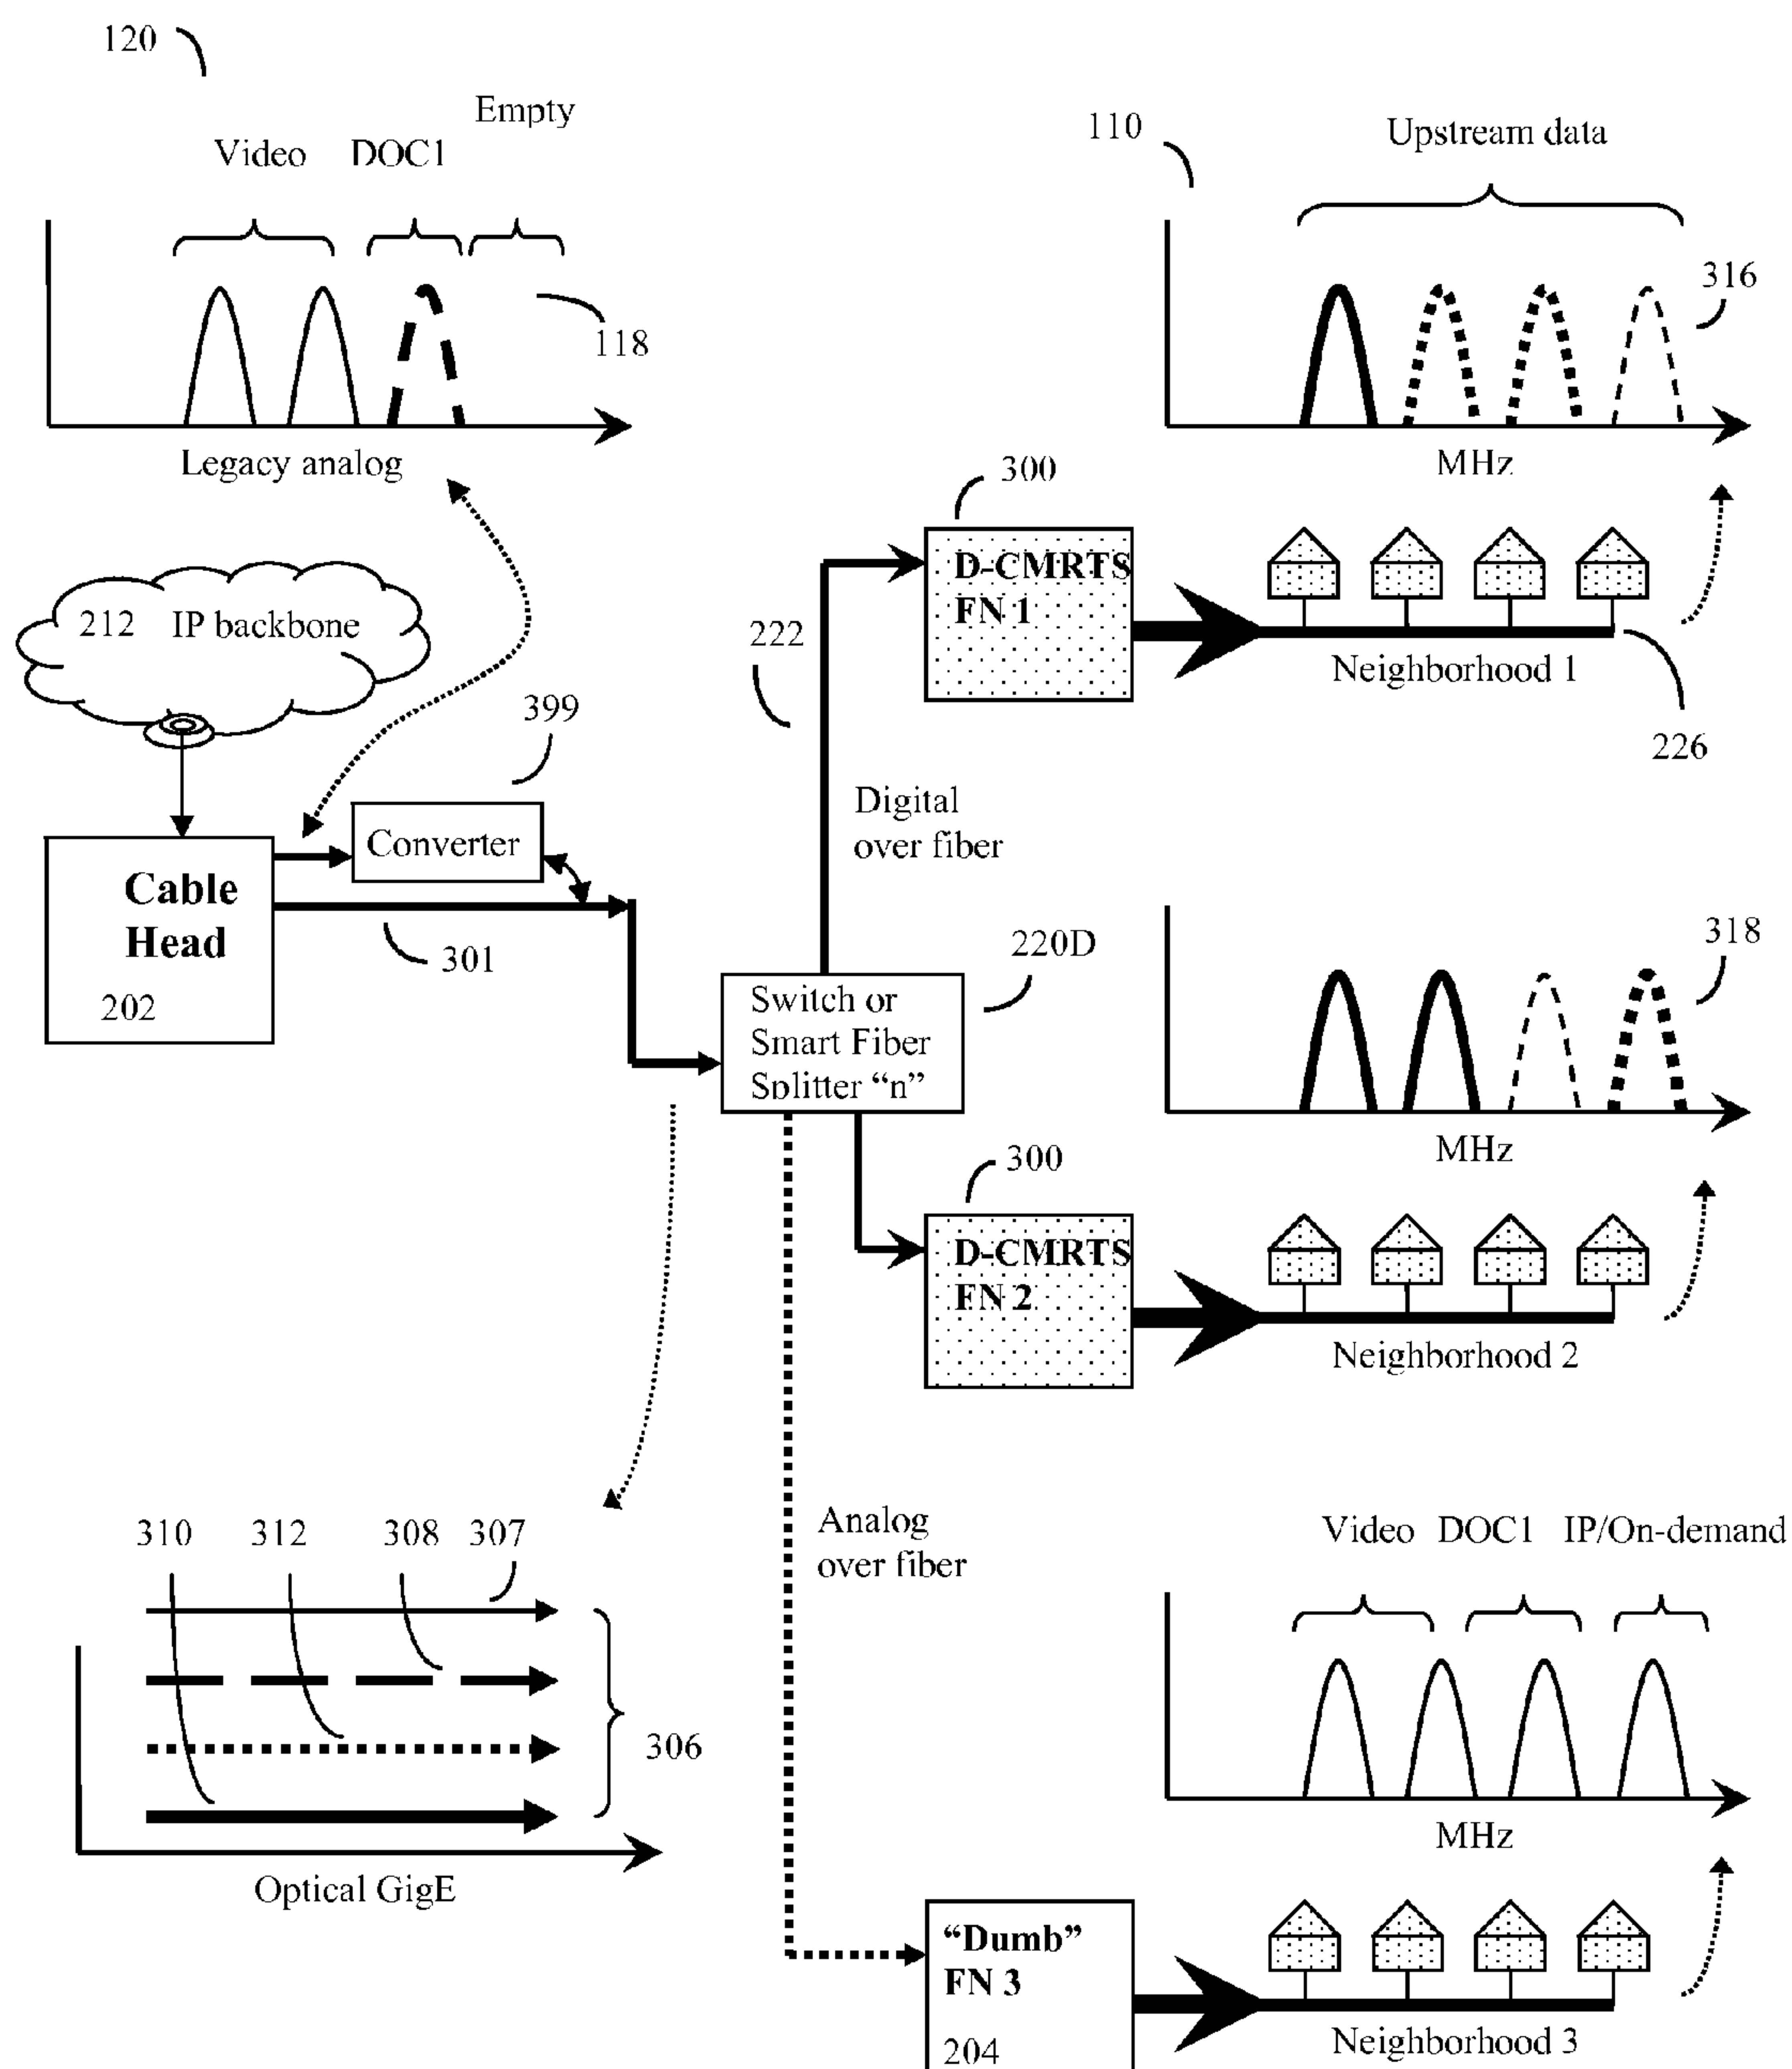 120
Empty
Video
DOC1
118
Legacy analog
110
Upstream data
316
MHz
212
IP backbone
399
Converter
Cable
Head
202
301
222
300
D-CMRTS
FN 1
Neighborhood 1
226
Digital
over fiber
220D
Switch or
Smart Fiber
Splitter “n”
318
MHz
300
D-CMRTS
FN 2
Neighborhood 2
310
312
308
307
306
Optical GigE
Analog
over fiber
Video
DOC1
IP/On-demand
MHz
“Dumb”
FN 3
204
Neighborhood 3